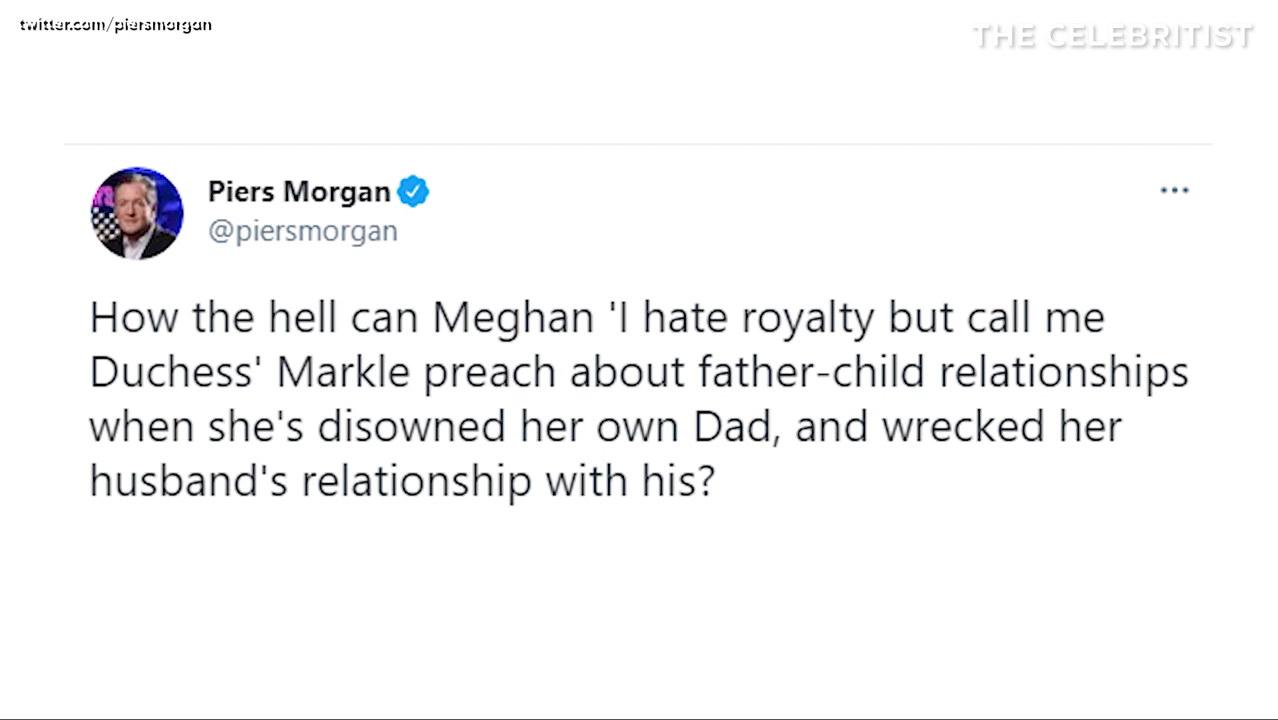 twitter.com/piersmorgan
THE CELEBRITIST
Piers Morgan
@piersmorgan
How the hell can Meghan 'I hate royalty but call me
Duchess' Markle preach about father-child relationships
when she's disowned her own Dad, and wrecked her
husband's relationship with his?